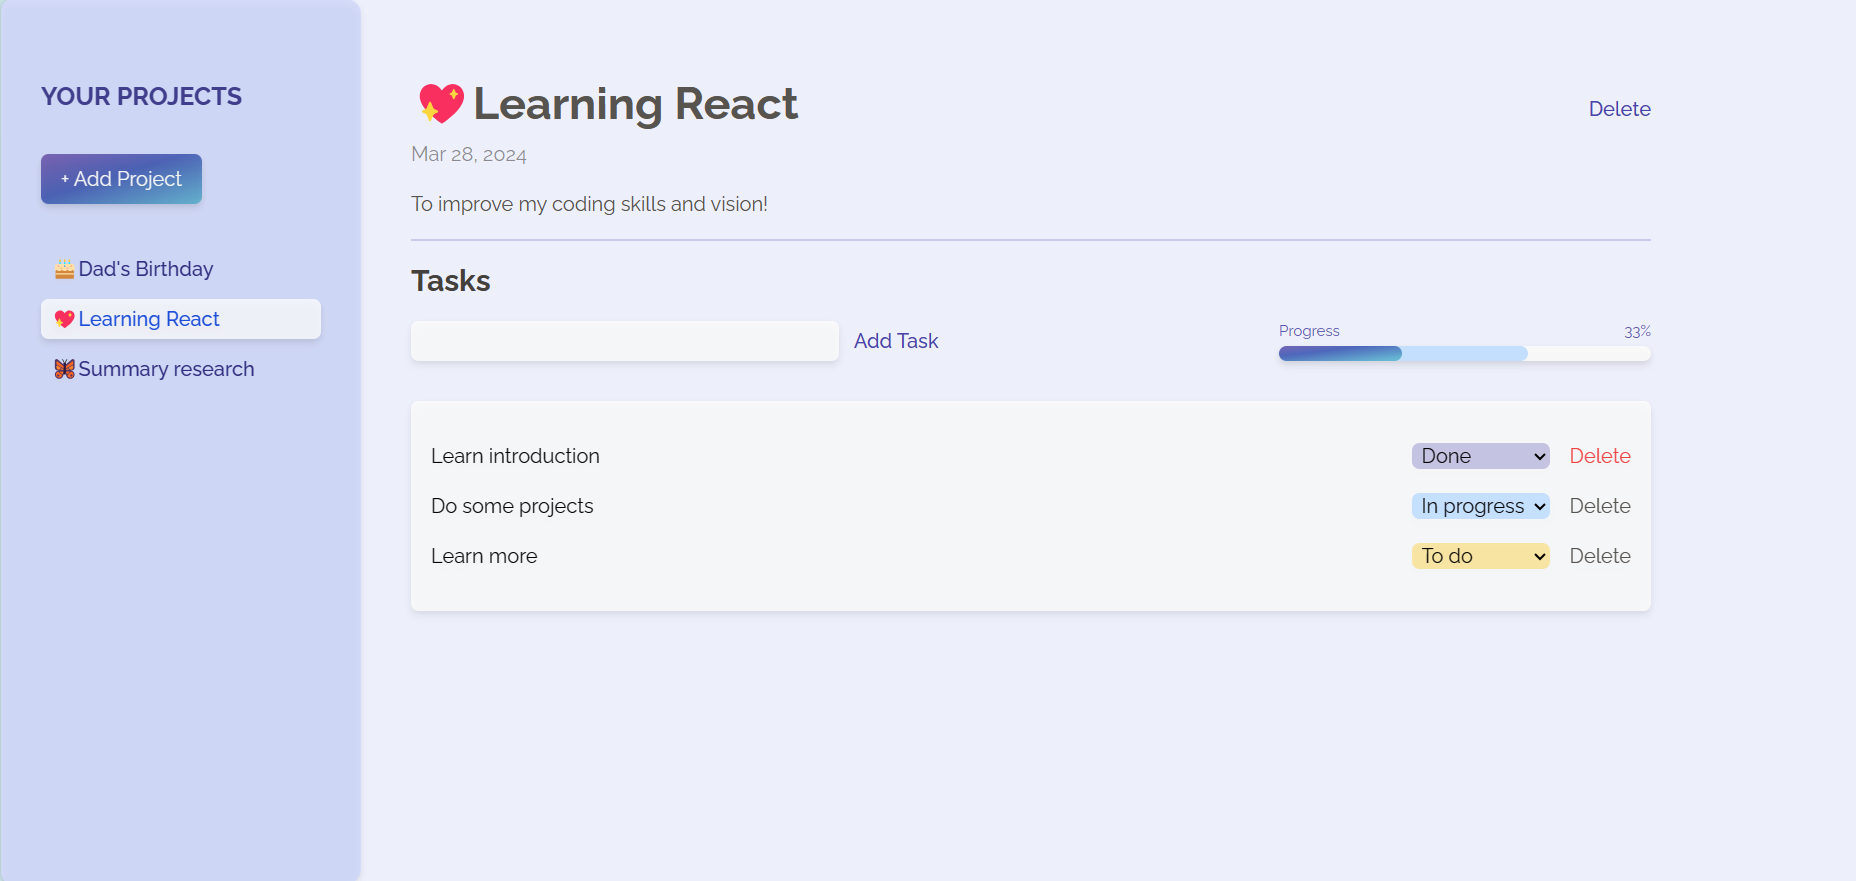 YOUR PROJECTS
+ Add Project
Dad's Birthday
Learning React
Summary research
Learning React
Delete
Mar 28, 2024
To improve my coding skills and vision!
Tasks
Add Task
Progress 33%
Learn introduction Done Delete
Do some projects In progress Delete
Learn more To do Delete